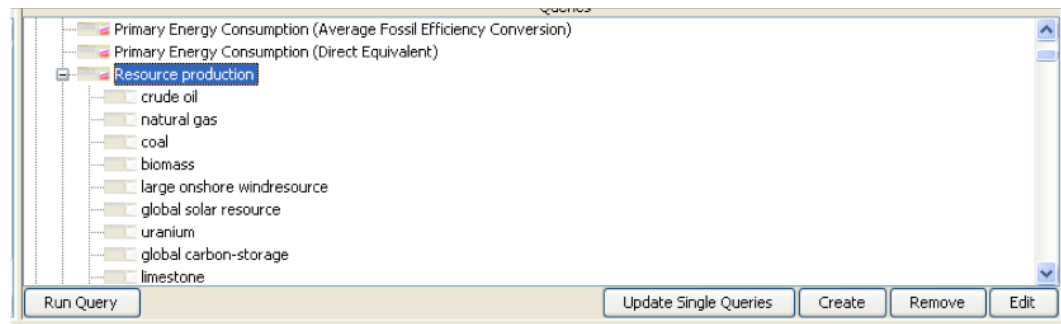 Queries
Primary Energy Consumption (Average Fossil Efficiency Conversion)
Primary Energy Consumption (Direct Equivalent)
Resource production
crude oil
natural gas
coal
biomass
large onshore windresource
global solar resource
uranium
global carbon-storage
limestone
Run Query Update Single Queries Create Remove Edit